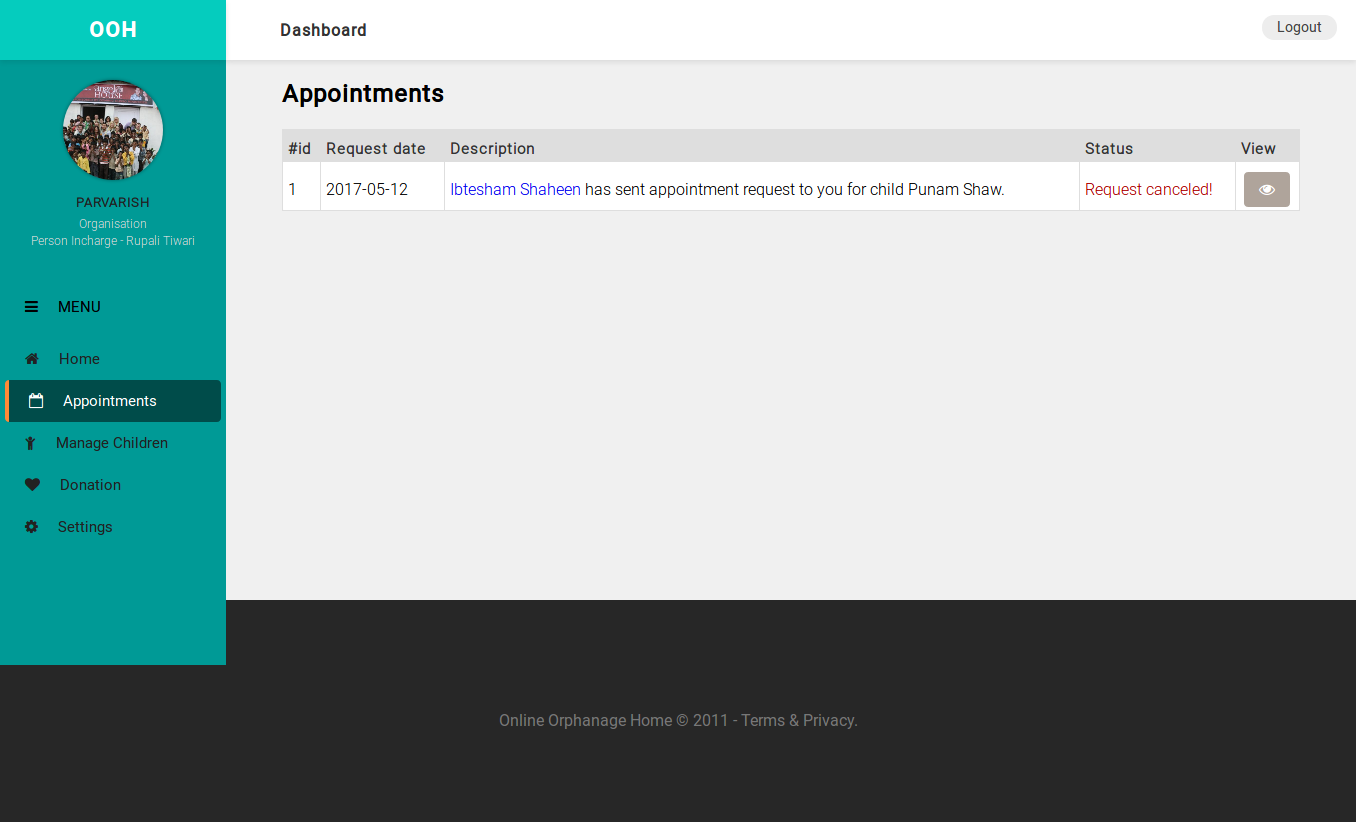 OOH
Dashboard
Logout
HOUSE
PARVARISH
Organisation
Person Incharge - Rupali Tiwari
MENU
Home
Appointments
Manage Children
Donation
Settings
Appointments
#id Request date Description Status View
1 2017-05-12 Ibtesham Shaheen has sent appointment request to you for child Punam Shaw. Request canceled!
Online Orphanage Home © 2011 - Terms & Privacy.